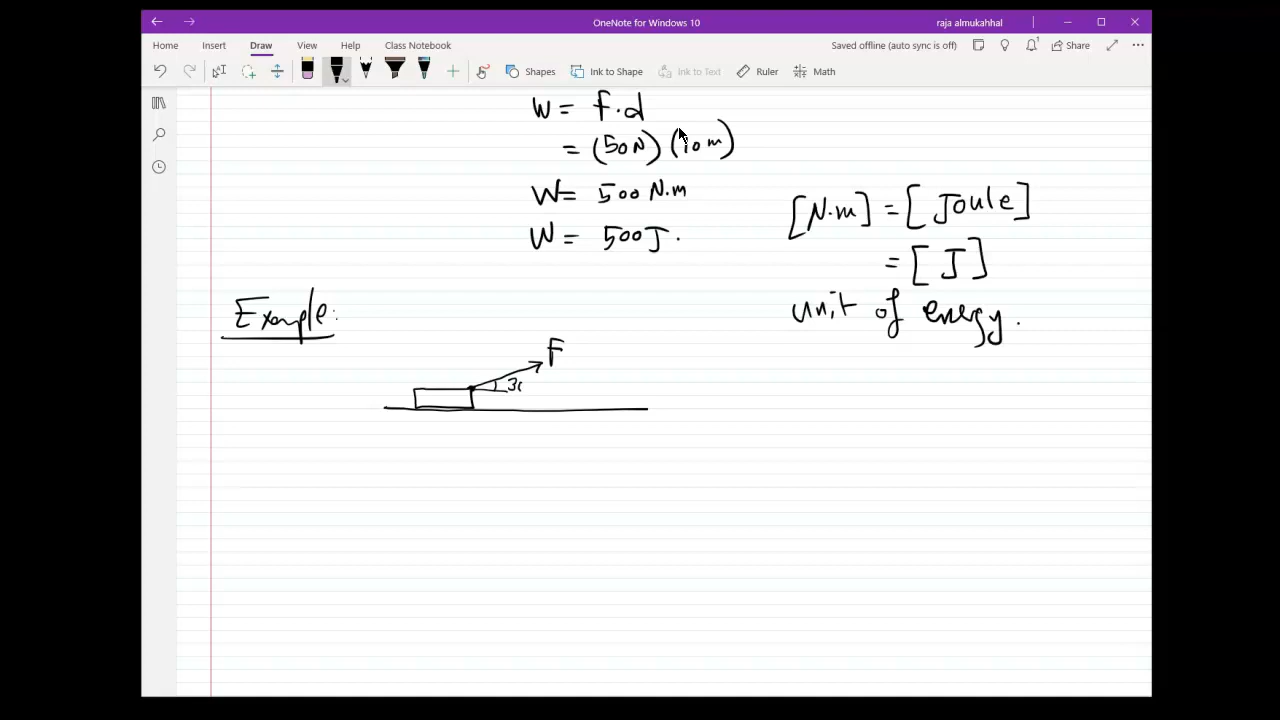 OneNote for Windows 10
raja almukahhal
Home Insert Draw View Help Class Notebook
Saved offline (auto sync is off) Share
Shapes Ink to Shape Ink to Text Ruler Math
W = F·d
= (50N) (10m)
W = 500 N·m
W = 500J.
[N·m] = [Joule]
= [J]
unit of energy.
Example:
F
30